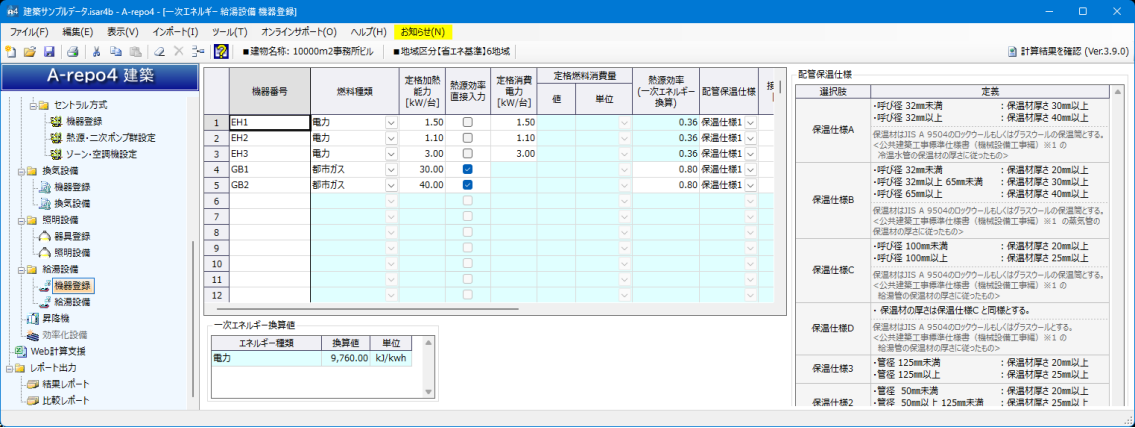 建築サンプルデータ.isar4b - A-repo4 - [一次エネルギー 給湯設備 機器登録]
ファイル(F) 編集(E) 表示(V) インポート(I) ツール(T) オンラインサポート(O) ヘルプ(H) お知らせ(N)
■建物名称: 10000m2事務所ビル ■地域区分【省エネ基準】6地域 計算結果を確認 (Ver.3.9.0)
A-repo4 建築
セントラル方式
機器登録
熱源・二次ポンプ群設定
ゾーン・空調機設定
換気設備
機器登録
換気設備
照明設備
器具登録
照明設備
給湯設備
機器登録
給湯設備
昇降機
効率化設備
Web計算支援
レポート出力
結果レポート
比較レポート
機器番号 燃料種類 定格加熱能力[kW/台] 熱源効率直接入力 定格消費電力[kW/台] 定格燃料消費量 値 単位 熱源効率(一次エネルギー換算) 配管保温仕様 接
1 EH1 電力 1.50 1.50 0.36 保温仕様1
2 EH2 電力 1.10 1.10 0.36 保温仕様1
3 EH3 電力 3.00 3.00 0.36 保温仕様1
4 GB1 都市ガス 30.00 0.80 保温仕様1
5 GB2 都市ガス 40.00 0.80 保温仕様1
6
7
8
9
10
11
12
一次エネルギー換算値
エネルギー種類 換算値 単位
電力 9,760.00 kJ/kwh
配管保温仕様
選択肢 定義
保温仕様A
・呼び径 32mm未満 : 保温材厚さ 30mm以上
・呼び径 32mm以上 : 保温材厚さ 40mm以上
保温材はJIS A 9504のロックウールもしくはグラスウールの保温筒とする。
<公共建築工事標準仕様書（機械設備工事編）※1 の
冷温水管の保温材の厚さに従ったもの>
保温仕様B
・呼び径 32mm未満 : 保温材厚さ 20mm以上
・呼び径 32mm以上 65mm未満 : 保温材厚さ 30mm以上
・呼び径 65mm以上 : 保温材厚さ 40mm以上
保温材はJIS A 9504のロックウールもしくはグラスウールの保温筒とする。
<公共建築工事標準仕様書（機械設備工事編）※1 の蒸気管の
保温材の厚さに従ったもの>
保温仕様C
・呼び径 100mm未満 : 保温材厚さ 20mm以上
・呼び径 100mm以上 : 保温材厚さ 25mm以上
保温材はJIS A 9504のロックウールもしくはグラスウールの保温筒とする。
<公共建築工事標準仕様書（機械設備工事編）※1 の
給湯管の保温材の厚さに従ったもの>
保温仕様D
・ 保温材の厚さは保温仕様C と同様とする。
保温材はJIS A 9504のロックウールもしくはグラスウールとする。
<公共建築工事標準仕様書（機械設備工事編）※1 の
給湯管の保温材の厚さに従ったもの>
保温仕様3
・管径 125mm未満 : 保温材厚さ 20mm以上
・管径 125mm以上 : 保温材厚さ 25mm以上
保温仕様2
・管径 50mm未満 : 保温材厚さ 20mm以上
・管径 50mm以上 125mm未満 : 保温材厚さ 25mm以上